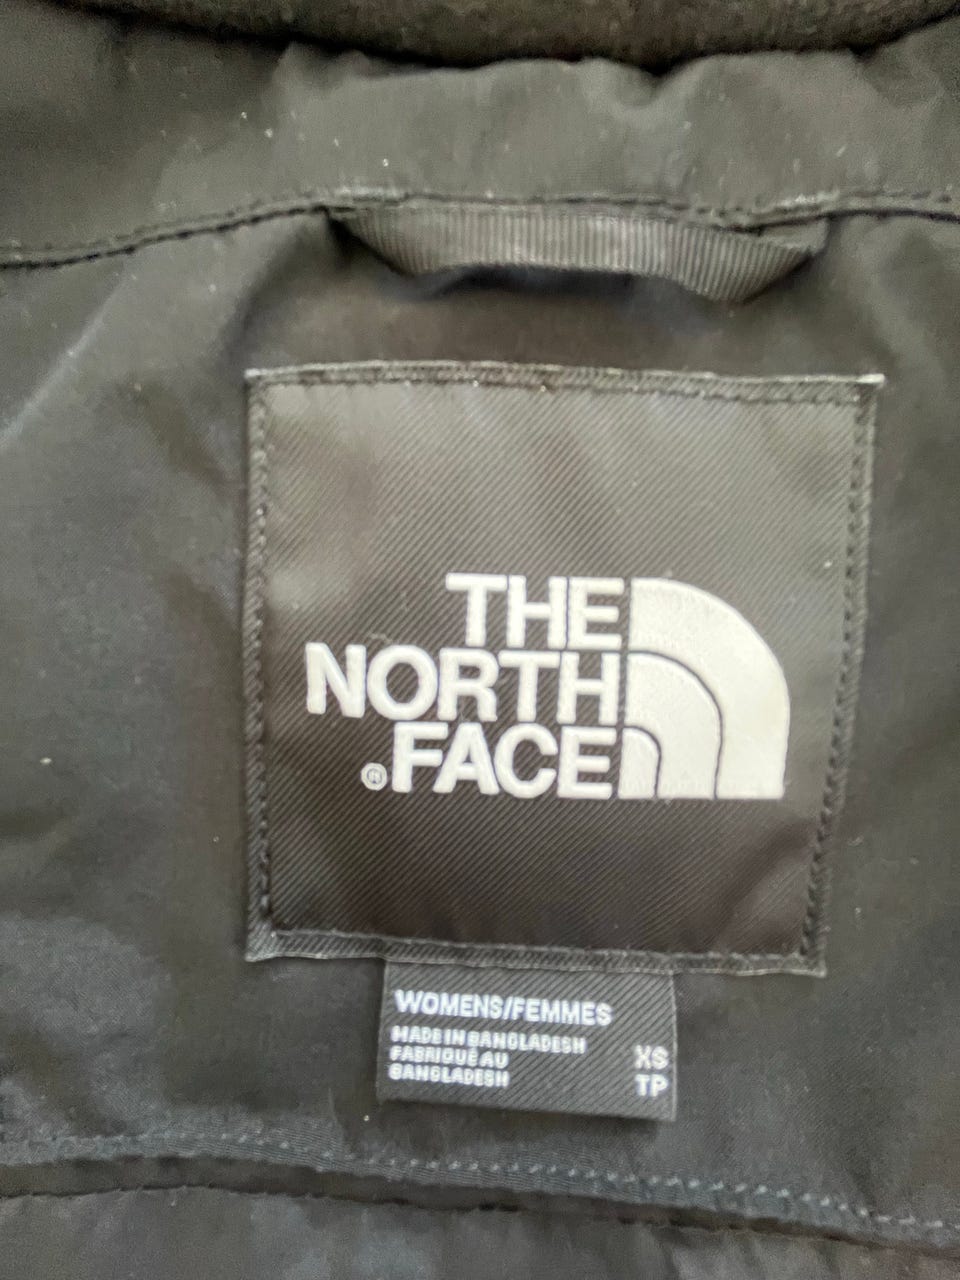 THE
NORTH
®FACE
WOMENS/FEMMES
MADE IN BANGLADESH
FABRIQUÉ AU
BANGLADESH
XS
TP